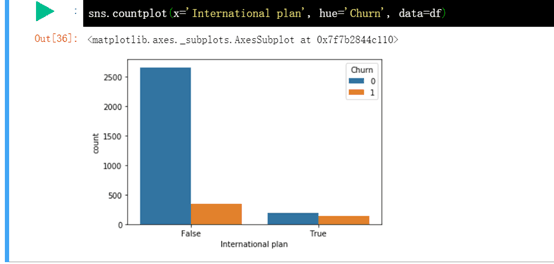 : sns.countplot(x='International plan', hue='Churn', data=df)
Out[36]: <matplotlib.axes._subplots.AxesSubplot at 0x7f7b2844c110>
Churn
0
1
2500
2000
1500
1000
500
0
count
False True
International plan